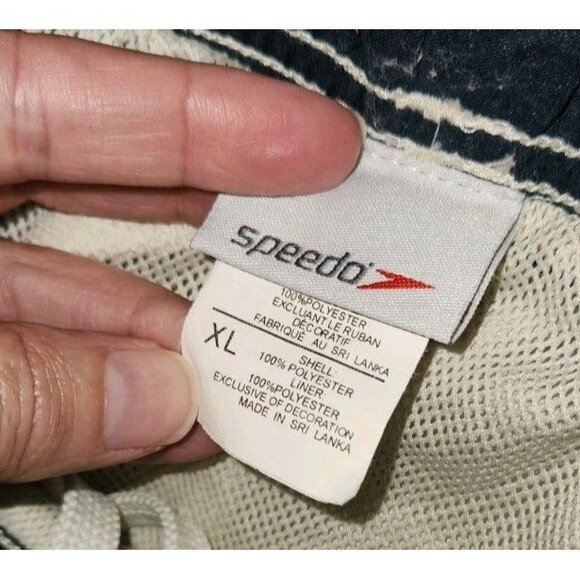 speedo
100%POLYESTER
EXCLUANT LE RUBAN
DÉCORATIF
FABRIQUÉ AU SRI LANKA
XL
SHELL:
100% POLYESTER
LINER:
100%POLYESTER
EXCLUSIVE OF DECORATION
MADE IN SRI LANKA